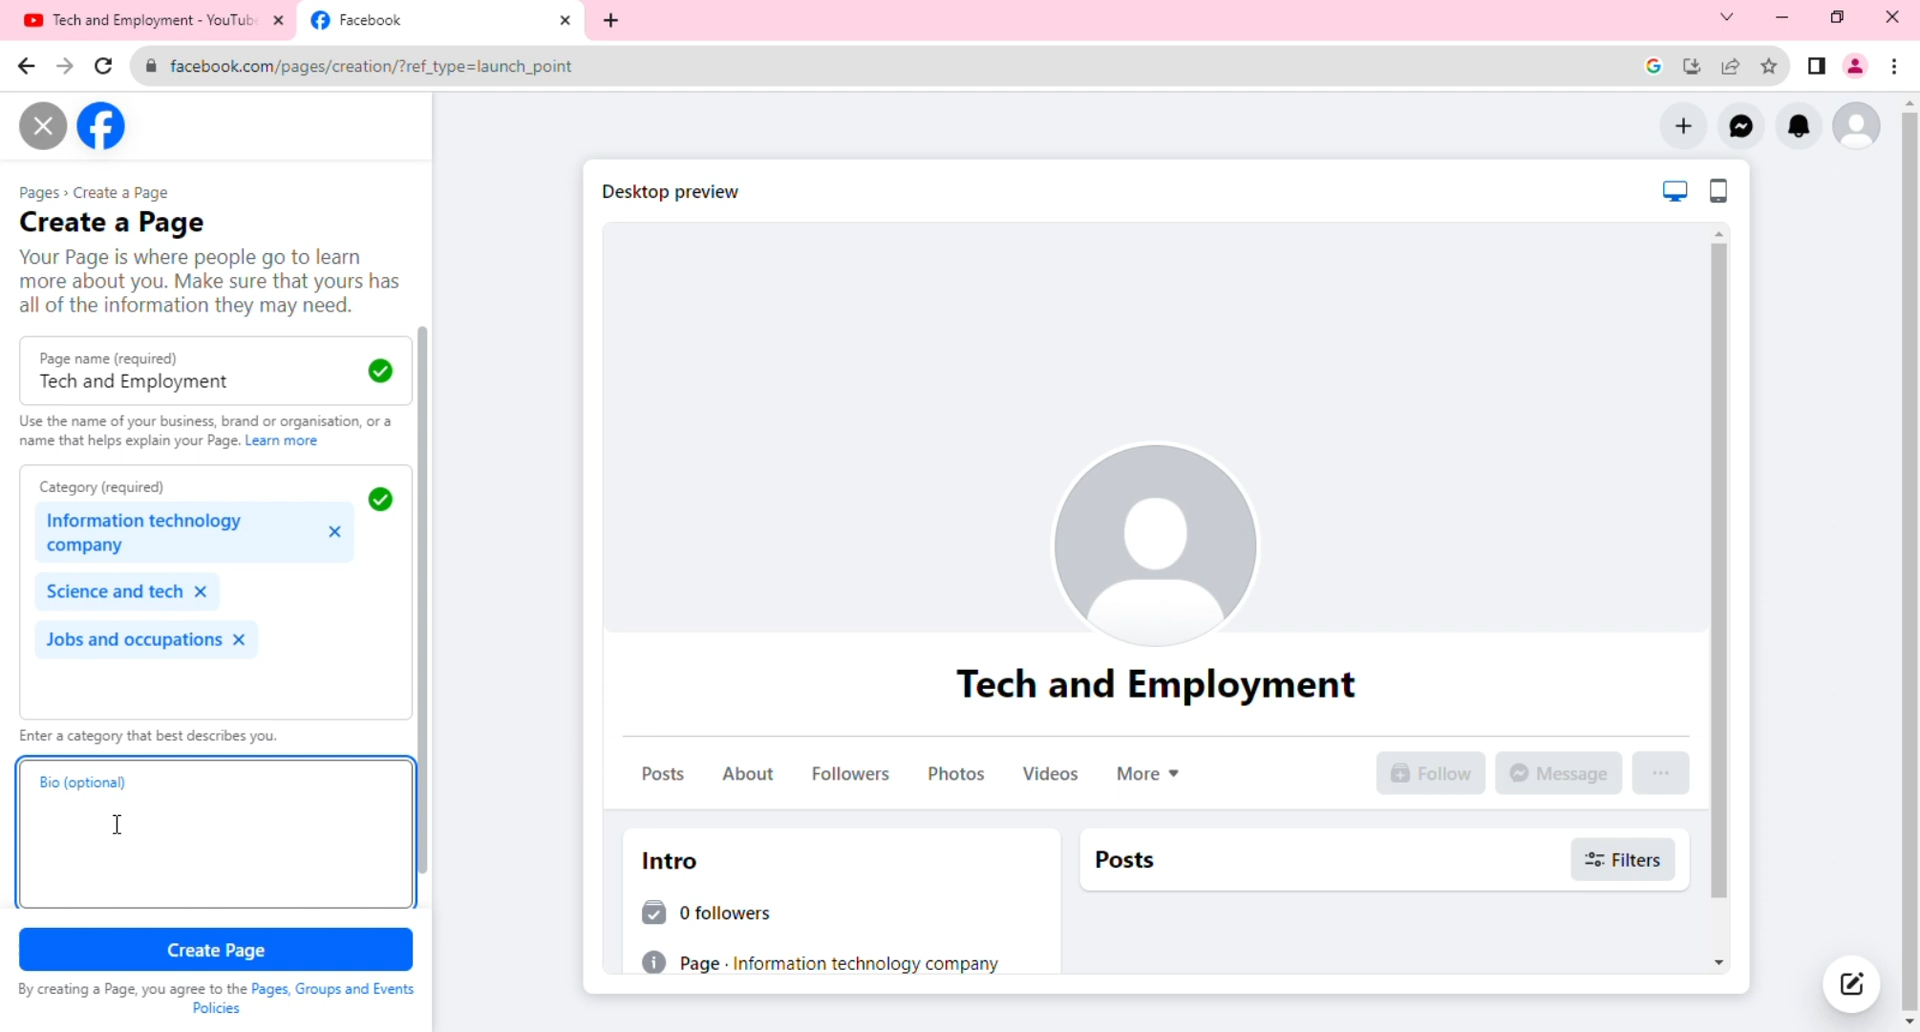 Tech and Employment - YouTub
Facebook
facebook.com/pages/creation/?ref_type=launch_point
Pages › Create a Page
Create a Page
Your Page is where people go to learn
more about you. Make sure that yours has
all of the information they may need.
Page name (required)
Tech and Employment
Use the name of your business, brand or organisation, or a
name that helps explain your Page. Learn more
Category (required)
Information technology
company
Science and tech
Jobs and occupations
Enter a category that best describes you.
Bio (optional)
Create Page
By creating a Page, you agree to the Pages, Groups and Events
Policies
Desktop preview
Tech and Employment
Posts About Followers Photos Videos More Follow Message
Intro
0 followers
Page · Information technology company
Posts
Filters